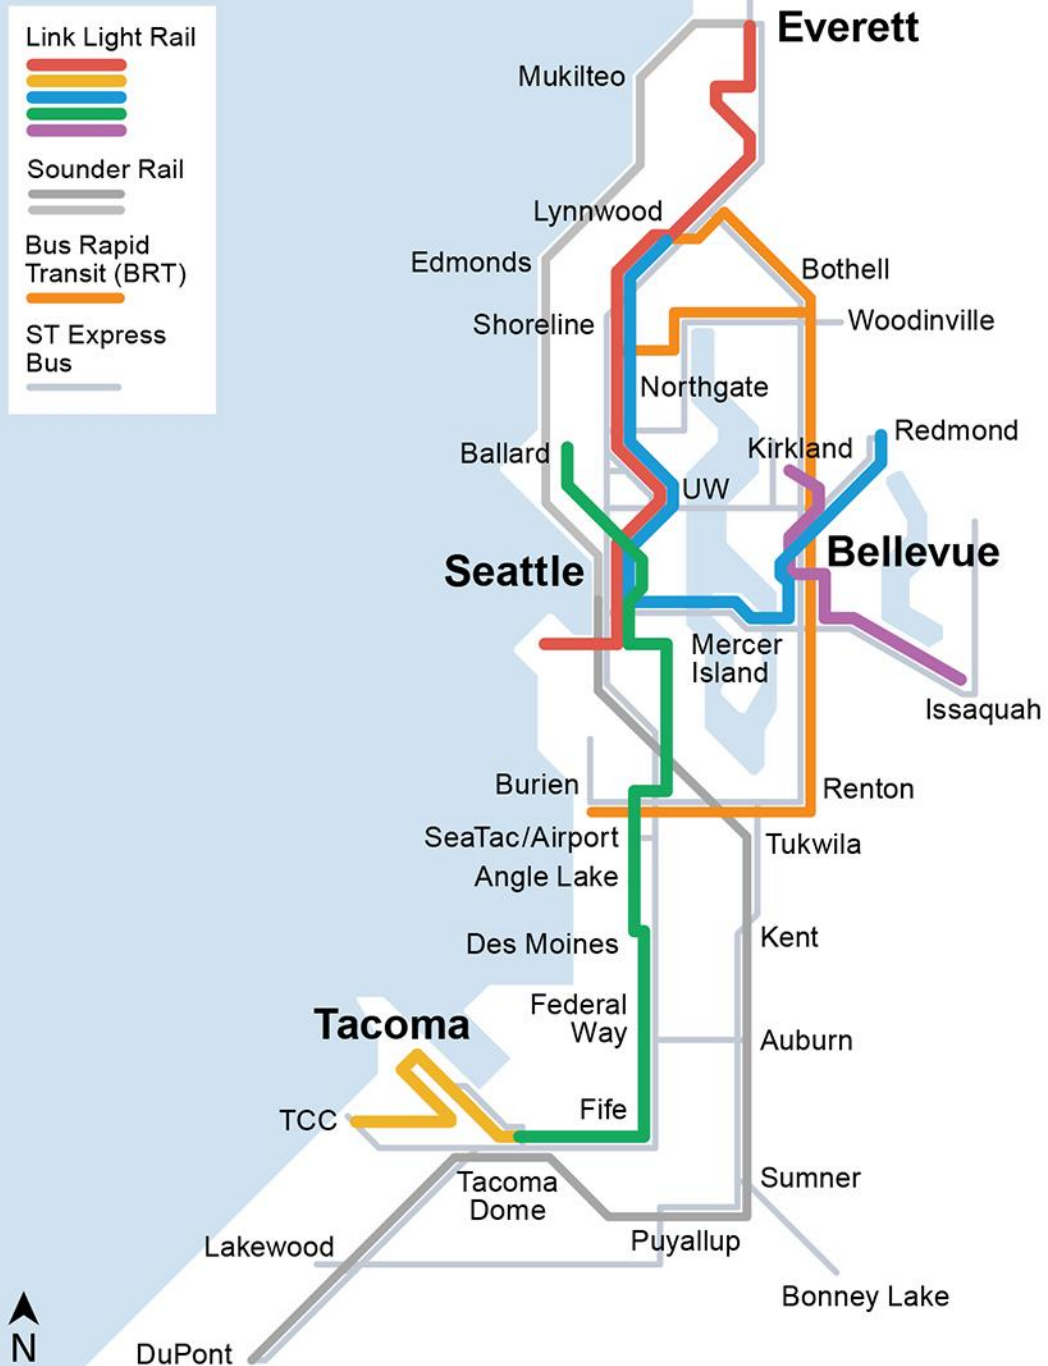 Link Light Rail
Sounder Rail
Bus Rapid
Transit (BRT)
ST Express
Bus
Everett
Mukilteo
Lynnwood
Edmonds
Bothell
Shoreline
Woodinville
Northgate
Ballard
Kirkland
Redmond
UW
Seattle
Bellevue
Mercer
Island
Issaquah
Burien
Renton
SeaTac/Airport
Tukwila
Angle Lake
Des Moines
Kent
Federal
Way
Tacoma
Auburn
Fife
TCC
Tacoma
Dome
Sumner
Lakewood
Puyallup
Bonney Lake
DuPont
N